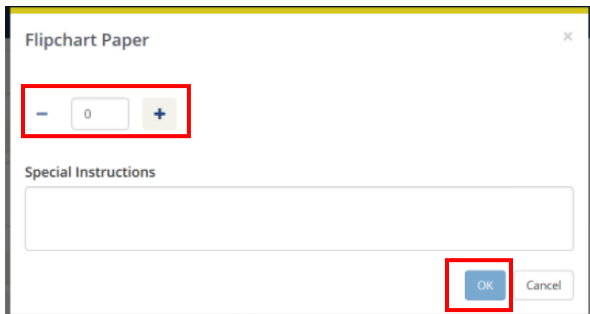 Flipchart Paper ×
− 0 +
Special Instructions
OK Cancel